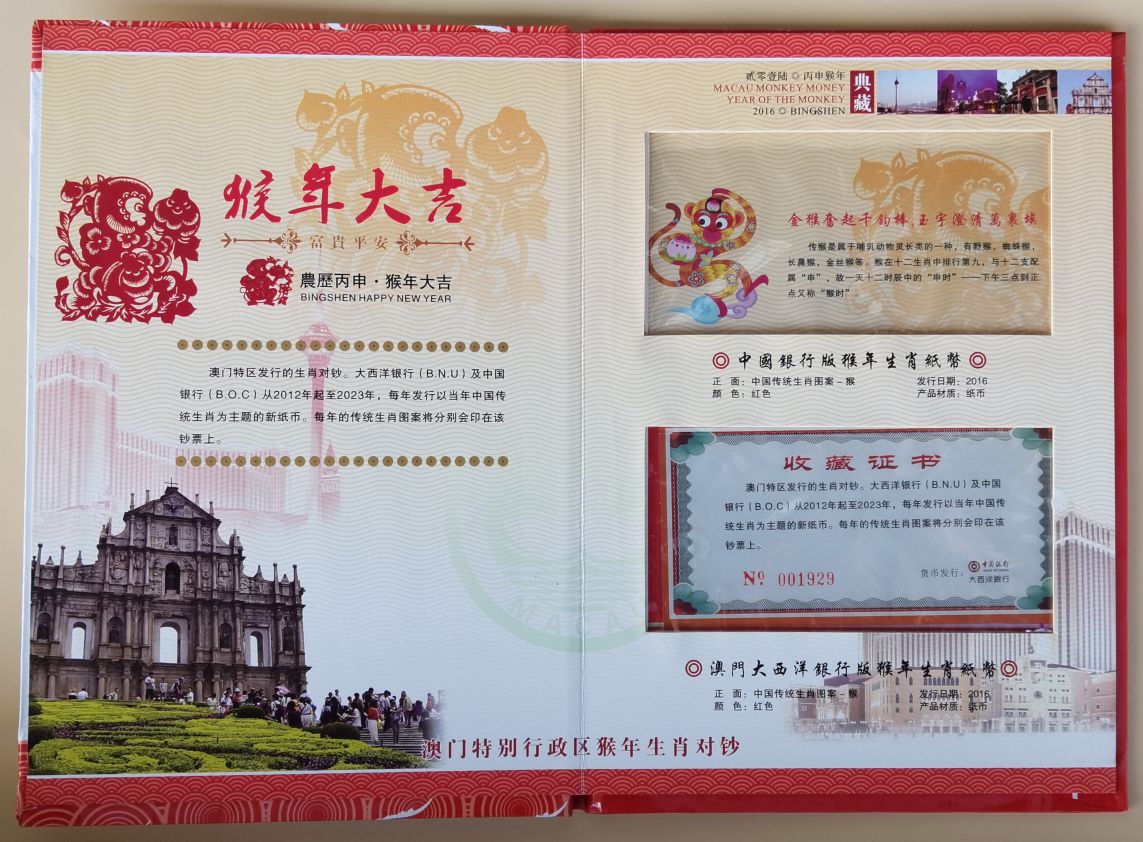 猴年大吉
富貴平安
農歷丙申·猴年大吉
BINGSHEN HAPPY NEW YEAR
澳门特区发行的生肖对钞。大西洋银行（B.N.U）及中国
银行（B.O.C）从2012年起至2023年，每年发行以当年中国传
统生肖为主题的新纸币。每年的传统生肖图案将分别会印在该
钞票上。
贰零壹陆◎丙申猴年
MACAU MONKEY MONEY
YEAR OF THE MONKEY
2016 ◎ BINGSHEN
典藏
金猴奮起千鈞棒，玉宇澄清萬裏埃
传猴是属于哺乳动物灵长类的一种，有野猴，蜘蛛猴，
长鼻猴，金丝猴等。猴在十二生肖中排行第九，与十二支配
属“申”，故一天十二时辰中的“申时”——下午三点到正
点又称“猴时”。
中國銀行版猴年生肖紙幣
正　面：中国传统生肖图案－猴　发行日期：2016
颜　色：红色　产品材质：纸币
收藏证书
澳门特区发行的生肖对钞。大西洋银行（B.N.U）及中国
银行（B.O.C）从2012年起至2023年，每年发行以当年中国传
统生肖为主题的新纸币。每年的传统生肖图案将分别会印在该
钞票上。
Nº 001929
货币发行：
中国银行
BANK OF CHINA
大西洋銀行
澳門大西洋銀行版猴年生肖紙幣
正　面：中国传统生肖图案－猴　发行日期：2016
颜　色：红色　产品材质：纸币
MACAU
澳门特别行政区猴年生肖对钞